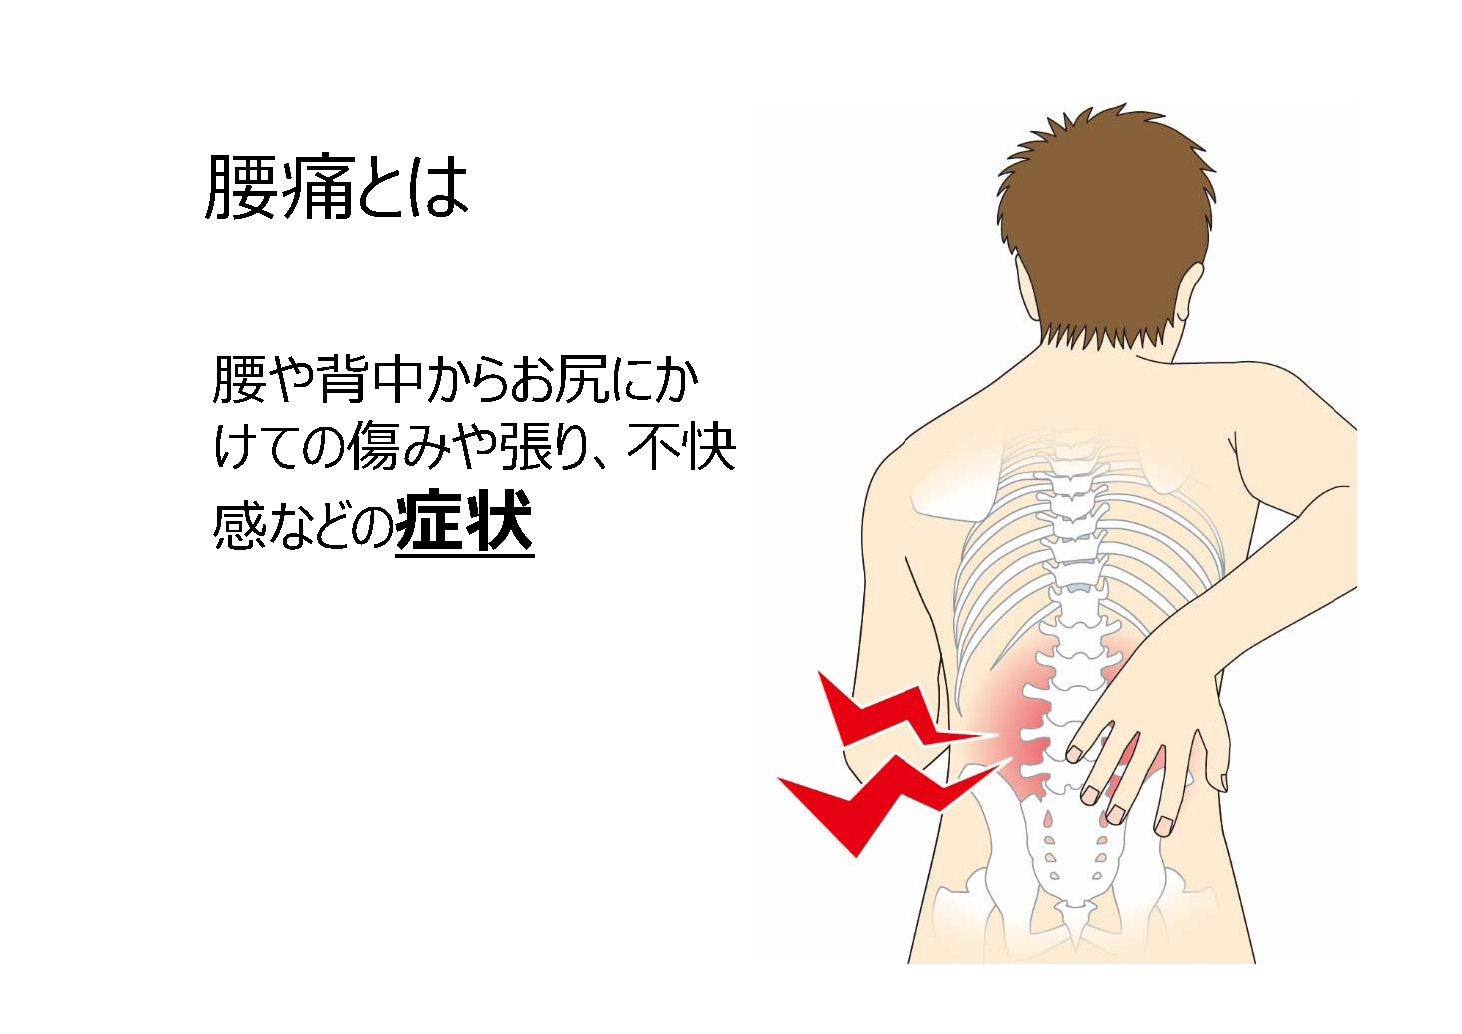 腰痛とは
腰や背中からお尻にか
けての傷みや張り、不快
感などの症状